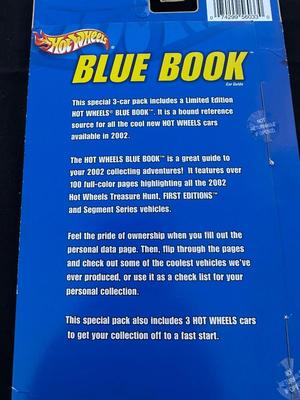 0 74299 56033
Hot Wheels
BLUE BOOK™
Car Guide
This special 3-car pack includes a Limited Edition
HOT WHEELS® BLUE BOOK™. It is a bound reference
source for all the cool new HOT WHEELS cars
available in 2002.
The HOT WHEELS BLUE BOOK™ is a great guide to
your 2002 collecting adventures! It features over
100 full-color pages highlighting all the 2002
Hot Wheels Treasure Hunt, FIRST EDITIONS™
and Segment Series vehicles.
Feel the pride of ownership when you fill out the
personal data page. Then, flip through the pages
and check out some of the coolest vehicles we've
ever produced, or use it as a check list for your
personal collection.
This special pack also includes 3 HOT WHEELS cars
to get your collection off to a fast start.